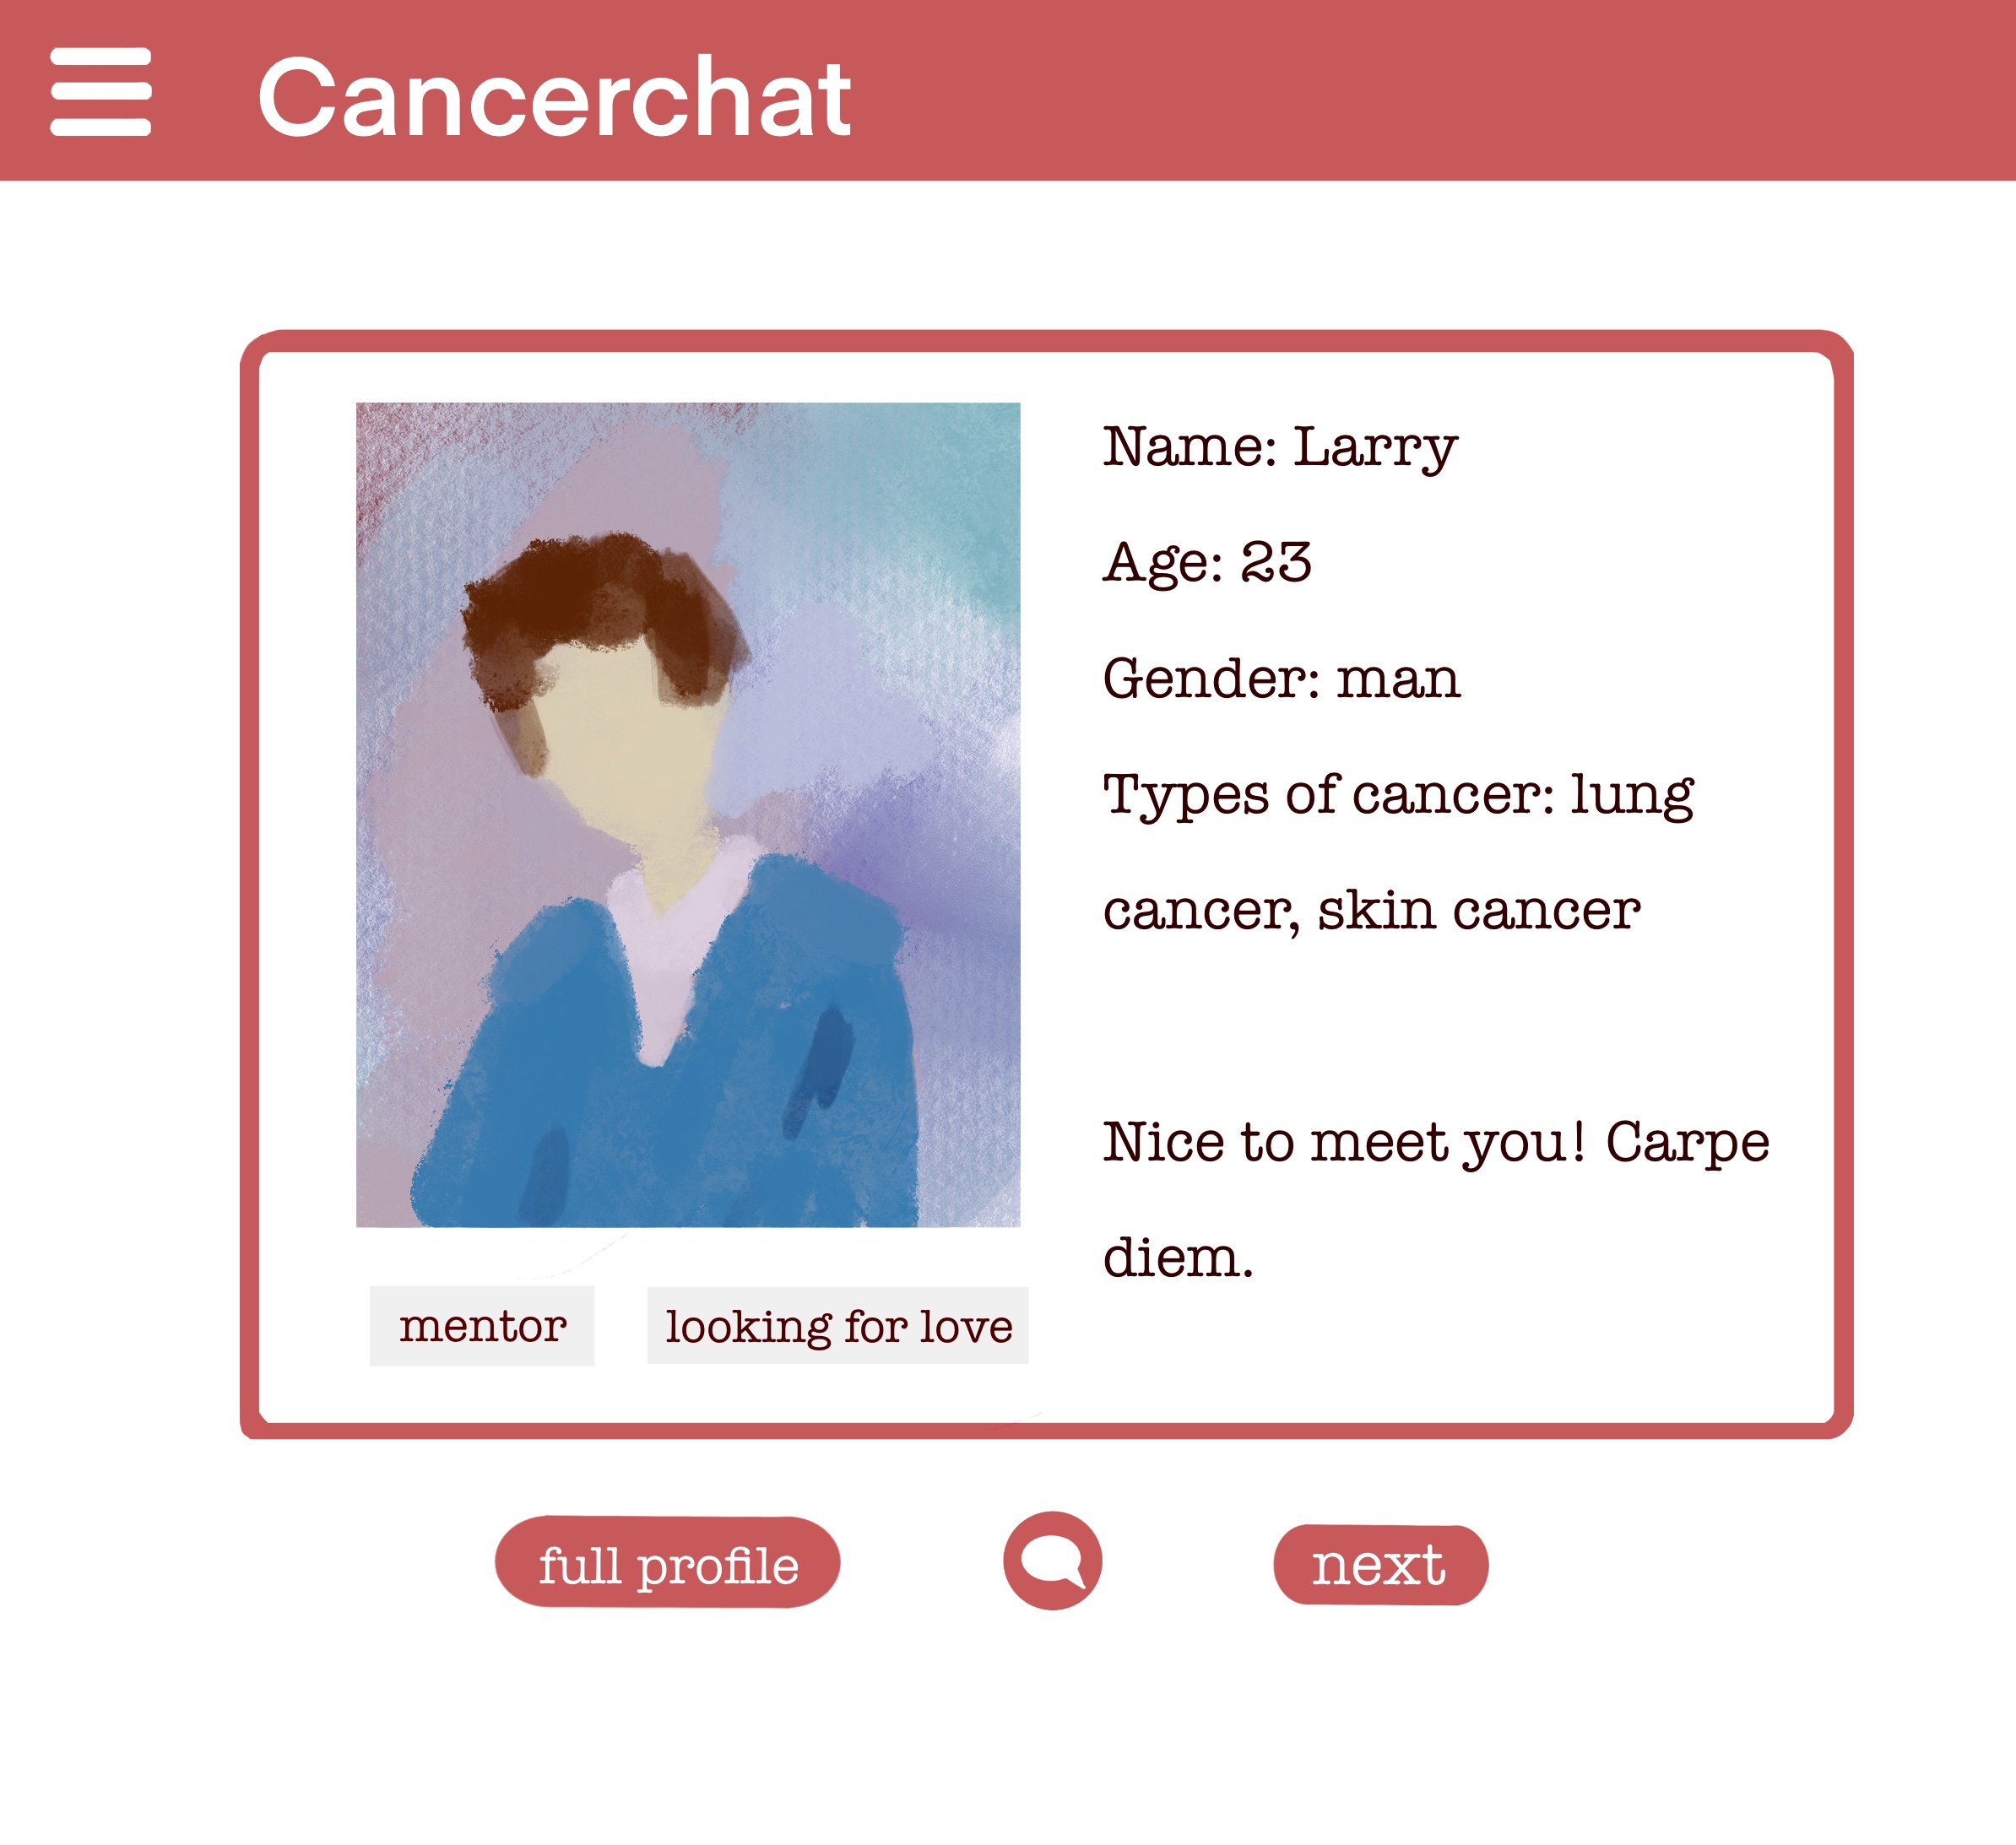 Cancerchat
Name: Larry
Age: 23
Gender: man
Types of cancer: lung
cancer, skin cancer
Nice to meet you! Carpe
diem.
mentor
looking for love
full profile
next